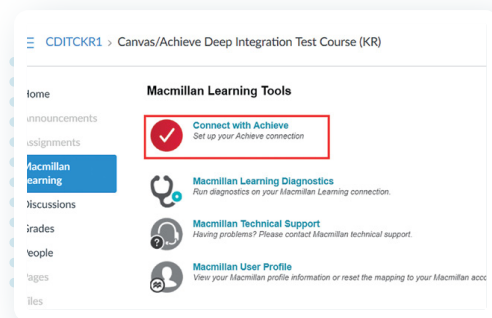 CDITCKR1 > Canvas/Achieve Deep Integration Test Course (KR)
Home
Announcements
Assignments
Macmillan
Learning
Discussions
Grades
People
Pages
Files
Macmillan Learning Tools
Connect with Achieve
Set up your Achieve connection
Macmillan Learning Diagnostics
Run diagnostics on your Macmillan Learning connection.
Macmillan Technical Support
Having problems? Please contact Macmillan technical support.
Macmillan User Profile
View your Macmillan profile information or reset the mapping to your Macmillan acco